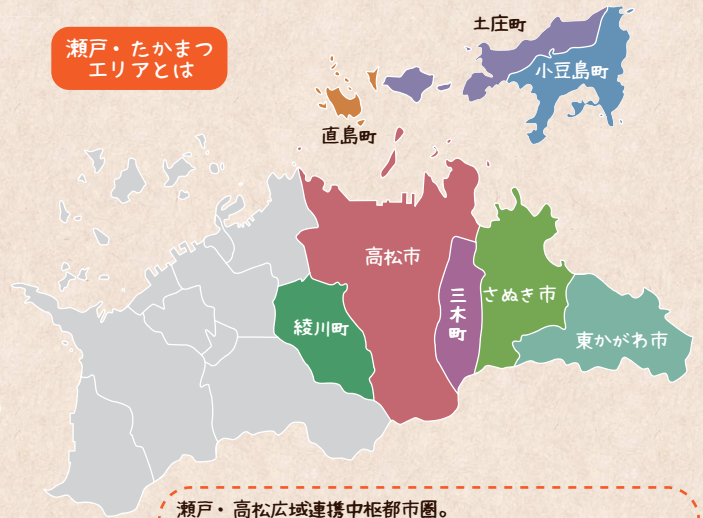 瀬戸・たかまつ
エリアとは
土庄町
小豆島町
直島町
高松市
三木町
さぬき市
綾川町
東かがわ市
瀬戸・高松広域連携中枢都市圏。